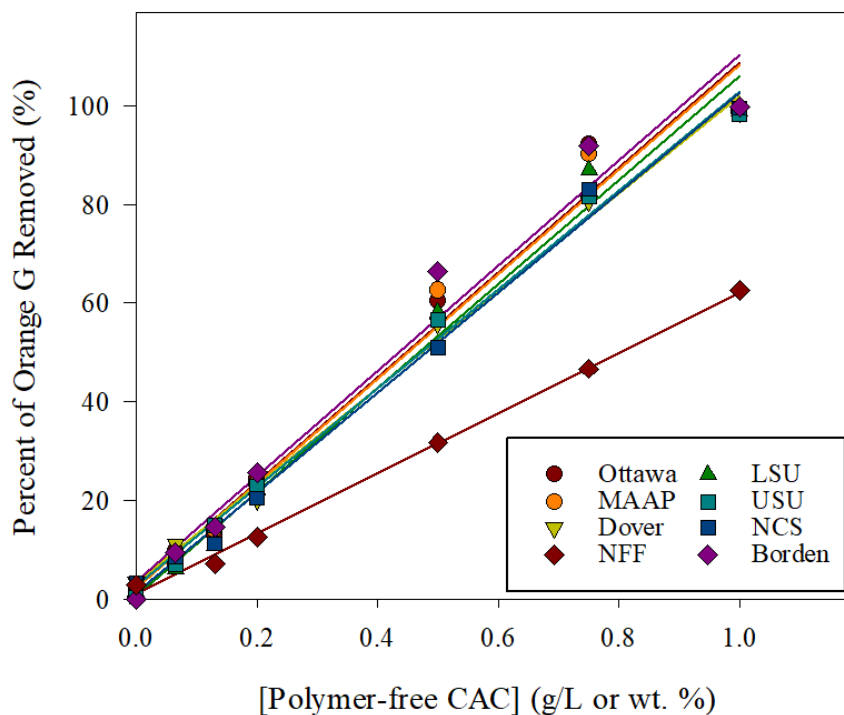 Percent of Orange G Removed (%)
100
80
60
40
20
0
0.0 0.2 0.4 0.6 0.8 1.0
[Polymer-free CAC] (g/L or wt. %)
Ottawa LSU
MAAP USU
Dover NCS
NFF Borden